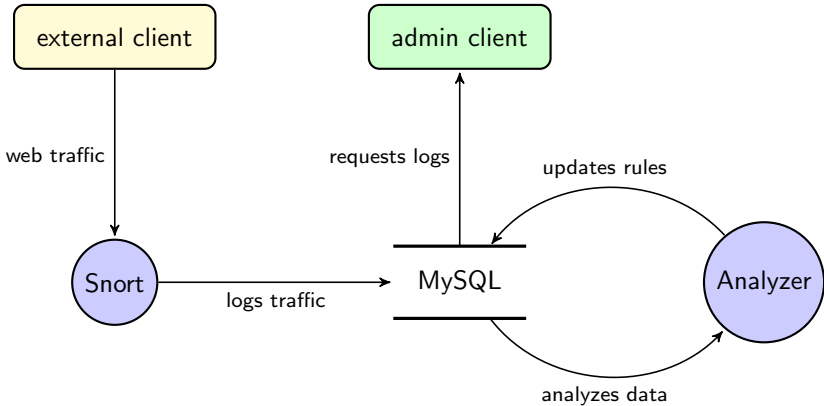 external client
admin client
web traffic
requests logs
updates rules
Snort
logs traffic
MySQL
Analyzer
analyzes data